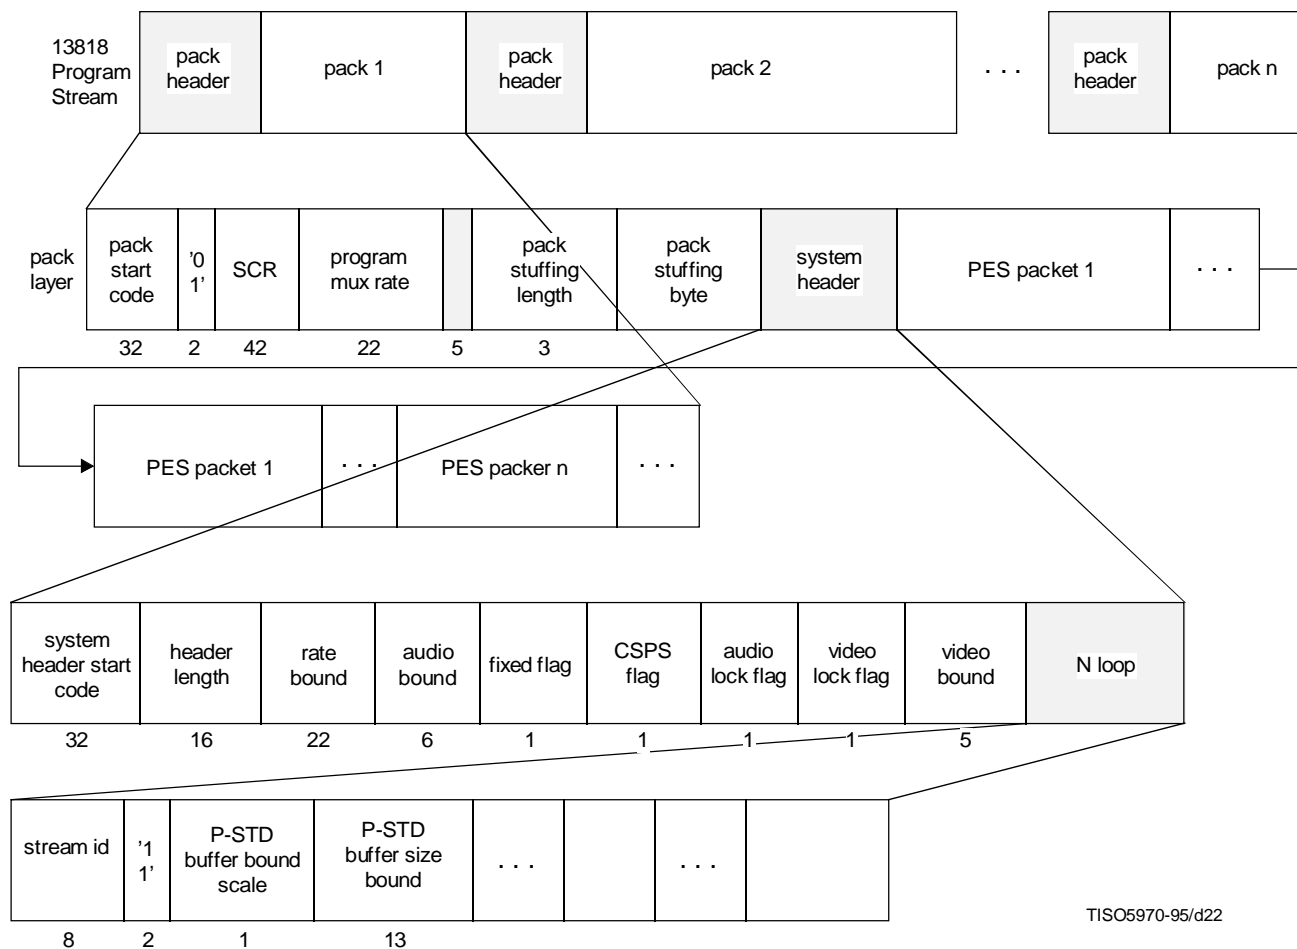 13818
Program
Stream
pack
header
pack 1
pack
header
pack 2
. . .
pack
header
pack n
pack
layer
pack
start
code
'0
1'
SCR
program
mux rate
pack
stuffing
length
pack
stuffing
byte
system
header
PES packet 1
. . .
32
2
42
22
5
3
PES packet 1
. . .
PES packer n
. . .
system
header start
code
header
length
rate
bound
audio
bound
fixed flag
CSPS
flag
audio
lock flag
video
lock flag
video
bound
N loop
32
16
22
6
1
1
1
1
5
stream id
'1
1'
P-STD
buffer bound
scale
P-STD
buffer size
bound
. . .
. . .
8
2
1
13
TISO5970-95/d22